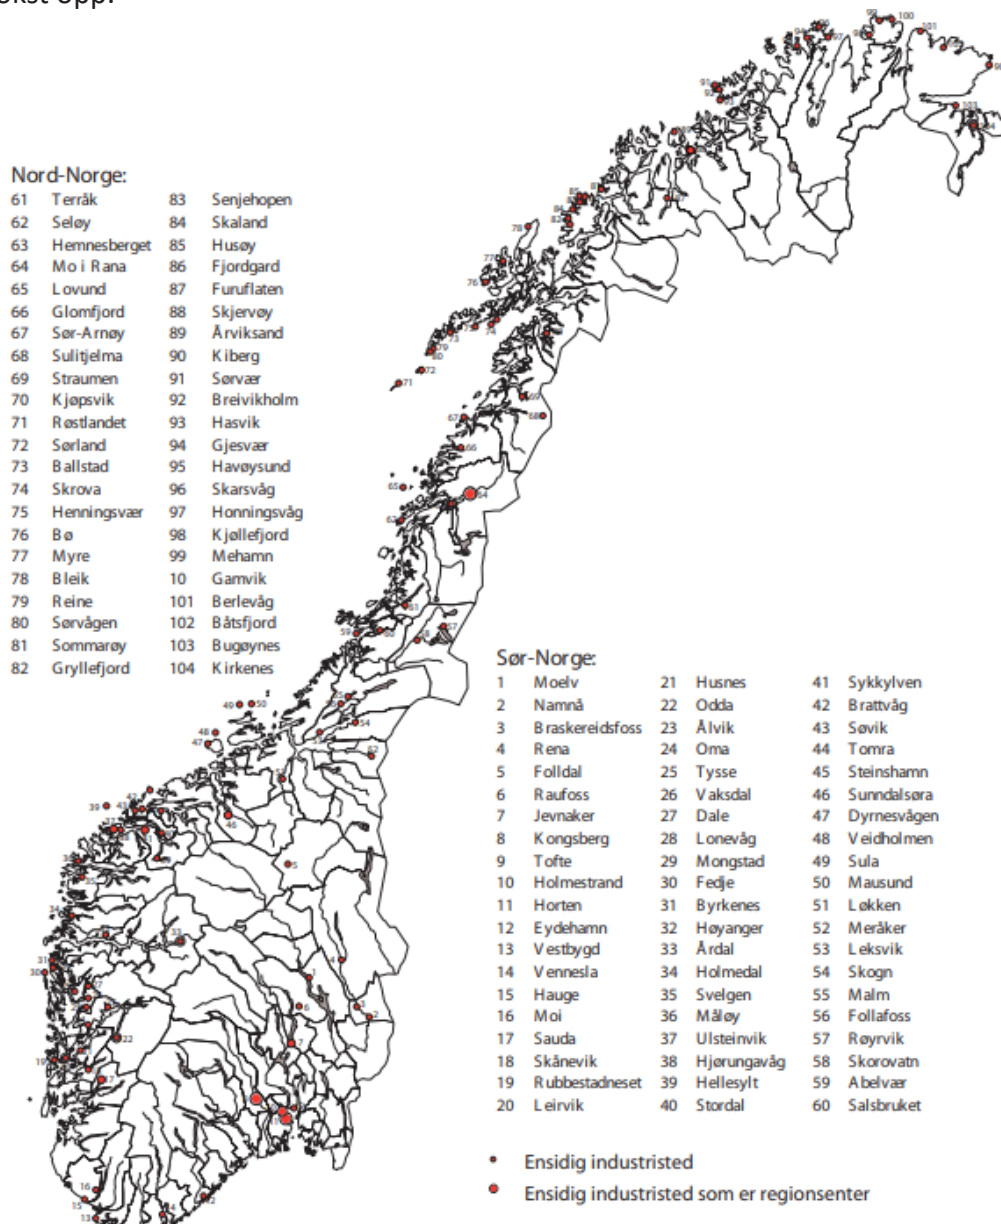 Nord-Norge:
61 Terråk 83 Senjehopen
62 Seløy 84 Skaland
63 Hemnesberget 85 Husøy
64 Mo i Rana 86 Fjordgard
65 Lovund 87 Furuflaten
66 Glomfjord 88 Skjervøy
67 Sør-Arnøy 89 Årviksand
68 Sulitjelma 90 Kiberg
69 Straumen 91 Sørvær
70 Kjøpsvik 92 Breivikholm
71 Røstlandet 93 Hasvik
72 Sørland 94 Gjesvær
73 Ballstad 95 Havøysund
74 Skrova 96 Skarsvåg
75 Henningsvær 97 Honningsvåg
76 Bø 98 Kjøllefjord
77 Myre 99 Mehamn
78 Bleik 10 Gamvik
79 Reine 101 Berlevåg
80 Sørvågen 102 Båtsfjord
81 Sommarøy 103 Bugøynes
82 Gryllefjord 104 Kirkenes
Sør-Norge:
1 Moelv 21 Husnes 41 Sykkylven
2 Namnå 22 Odda 42 Brattvåg
3 Braskereidsfoss 23 Ålvik 43 Søvik
4 Rena 24 Oma 44 Tomra
5 Folldal 25 Tysse 45 Steinshamn
6 Raufoss 26 Vaksdal 46 Sunndalsøra
7 Jevnaker 27 Dale 47 Dyrnesvågen
8 Kongsberg 28 Lonevåg 48 Veidholmen
9 Tofte 29 Mongstad 49 Sula
10 Holmestrand 30 Fedje 50 Mausund
11 Horten 31 Byrkenes 51 Løkken
12 Eydehamn 32 Høyanger 52 Meråker
13 Vestbygd 33 Årdal 53 Leksvik
14 Vennesla 34 Holmedal 54 Skogn
15 Hauge 35 Svelgen 55 Malm
16 Moi 36 Måløy 56 Follafoss
17 Sauda 37 Ulsteinvik 57 Røyrvik
18 Skånevik 38 Hjørungavåg 58 Skorovatn
19 Rubbestadneset 39 Hellesylt 59 Abelvær
20 Leirvik 40 Stordal 60 Salsbruket
Ensidig industristed
Ensidig industristed som er regionsenter